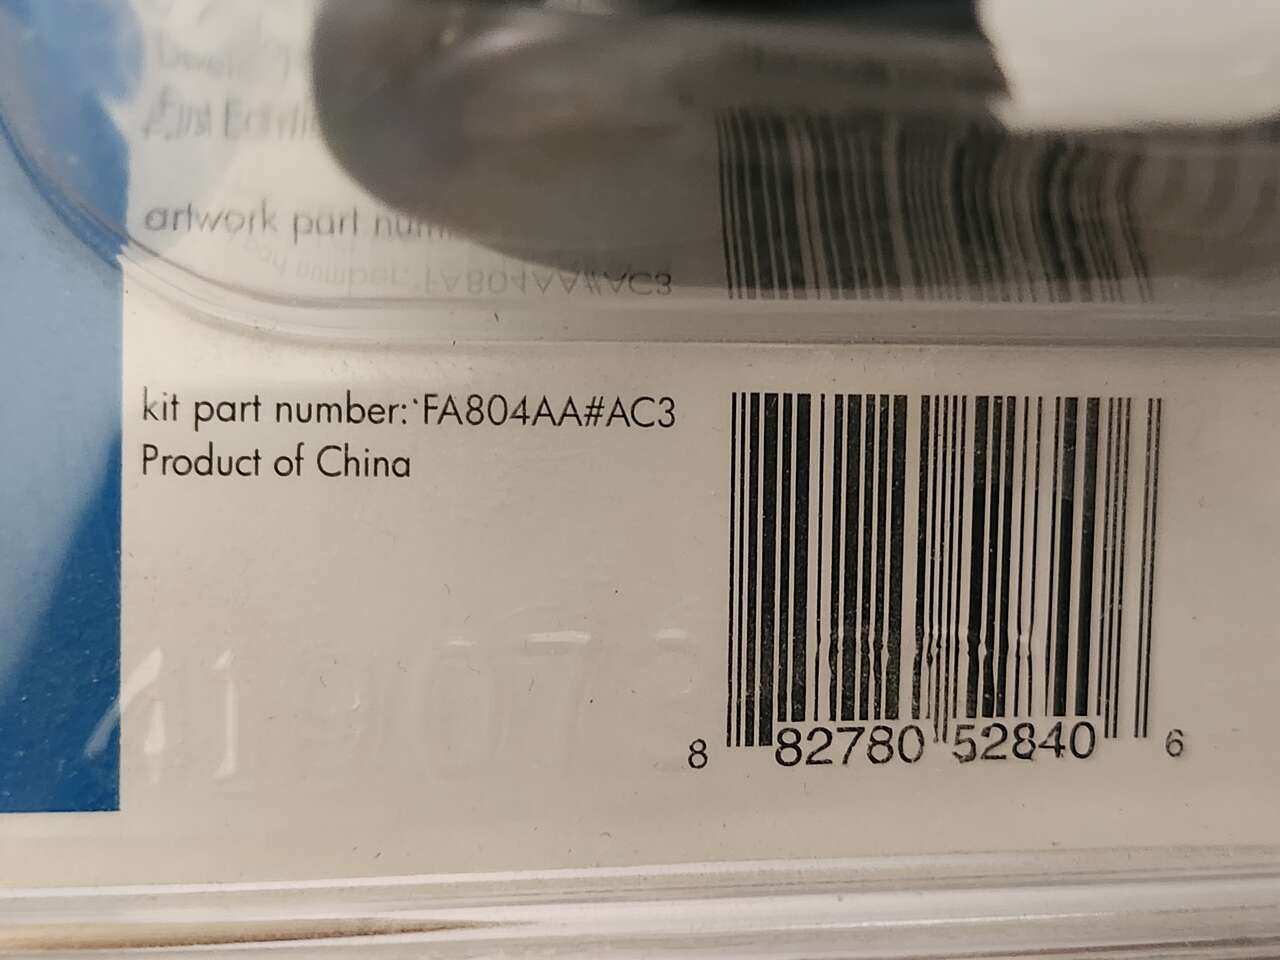 artwork part num
kit part number: FA804AA#AC3
Product of China
8 82780 52840 6